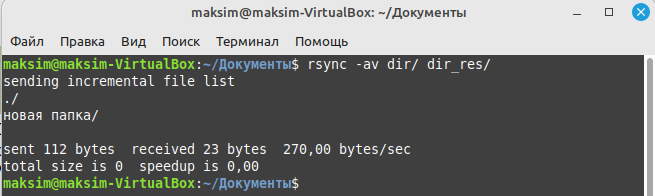 maksim@maksim-VirtualBox: ~/Документы
Файл Правка Вид Поиск Терминал Помощь
maksim@maksim-VirtualBox:~/Документы$ rsync -av dir/ dir_res/
sending incremental file list
./
новая папка/
sent 112 bytes  received 23 bytes  270,00 bytes/sec
total size is 0  speedup is 0,00
maksim@maksim-VirtualBox:~/Документы$